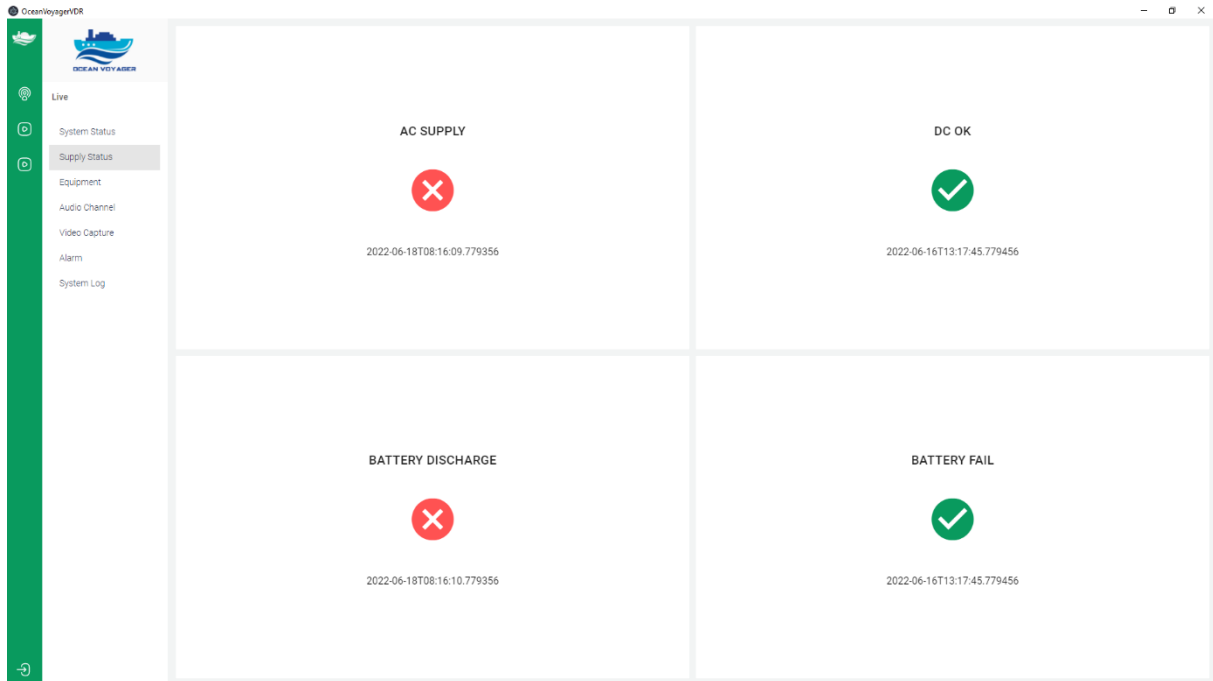 OceanVoyagerVDR
OCEAN VOYAGER
Live
System Status
Supply Status
Equipment
Audio Channel
Video Capture
Alarm
System Log
AC SUPPLY
2022-06-18T08:16:09.779356
DC OK
2022-06-16T13:17:45.779456
BATTERY DISCHARGE
2022-06-18T08:16:10.779356
BATTERY FAIL
2022-06-16T13:17:45.779456